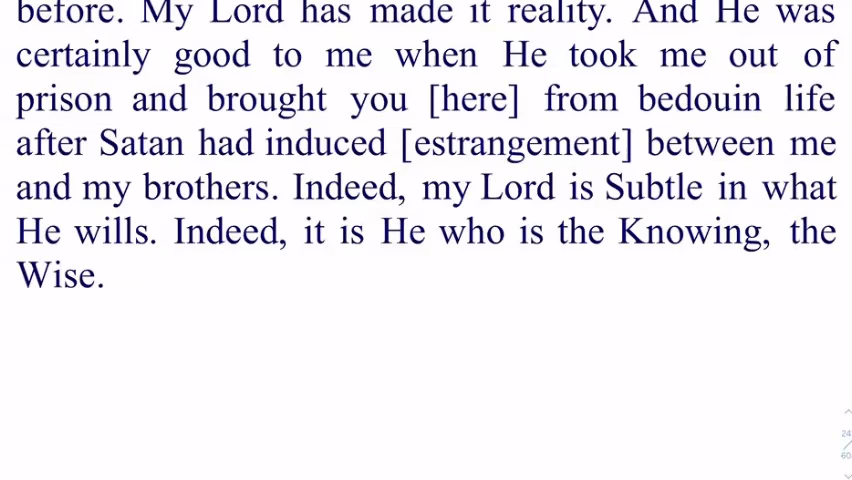 before. My Lord has made it reality. And He was
certainly good to me when He took me out of
prison and brought you [here] from bedouin life
after Satan had induced [estrangement] between me
and my brothers. Indeed, my Lord is Subtle in what
He wills. Indeed, it is He who is the Knowing, the
Wise.
24
60